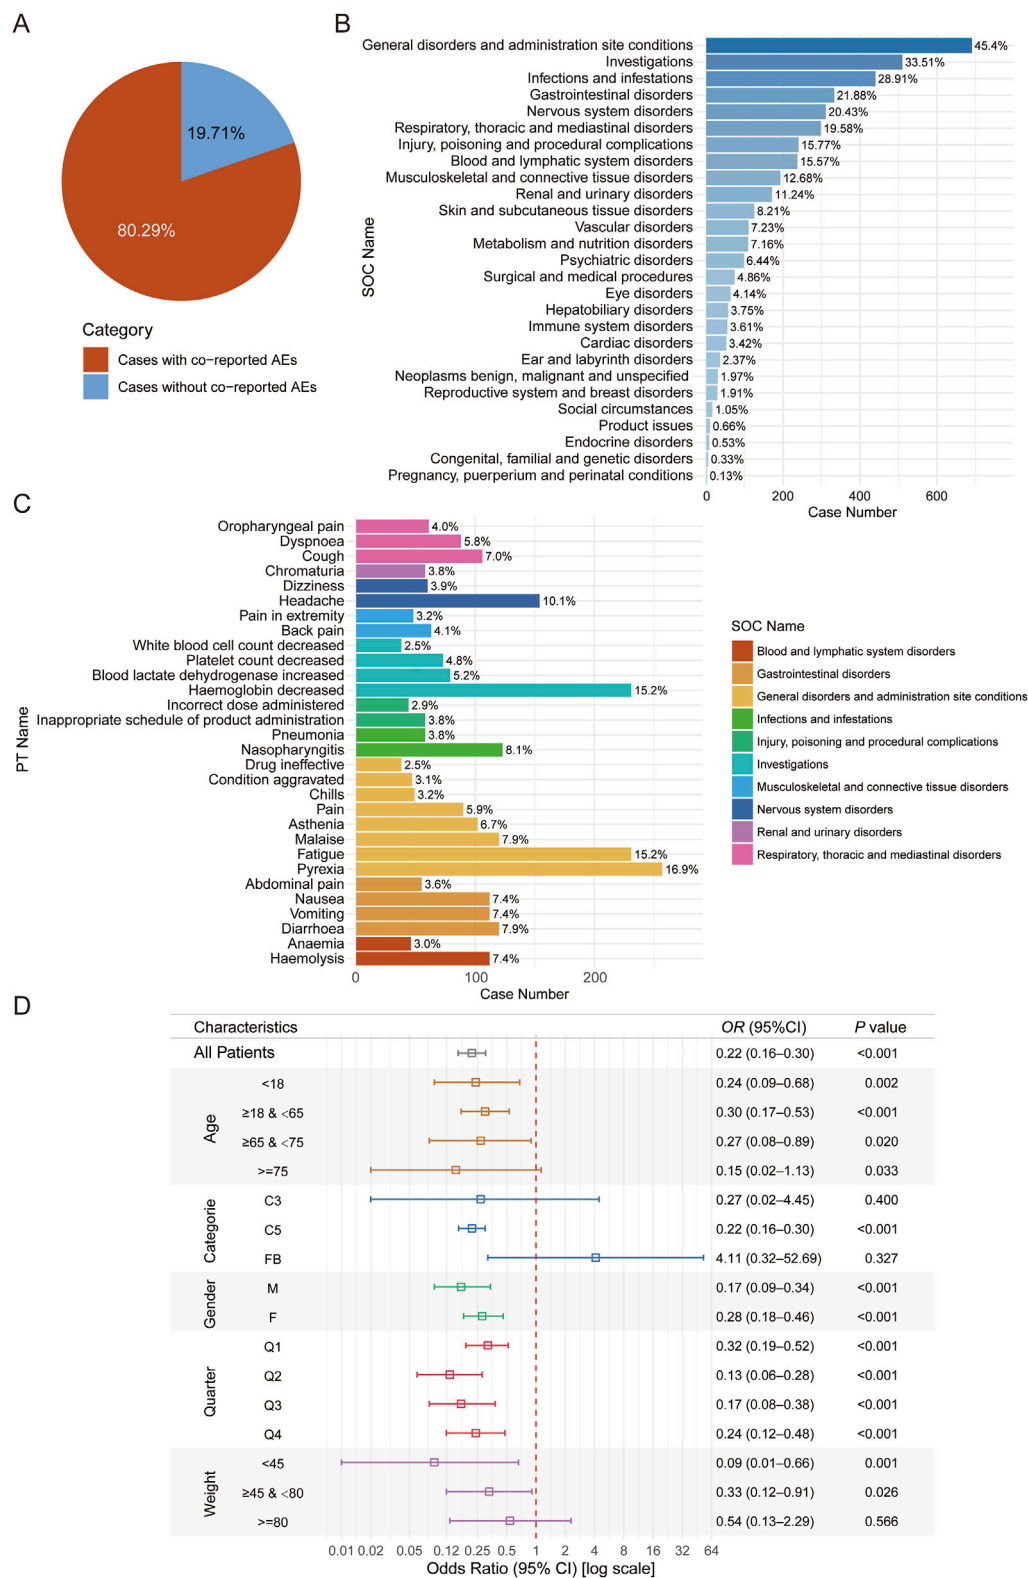 A
19.71%
80.29%
Category
Cases with co-reported AEs
Cases without co-reported AEs
B
SOC Name
General disorders and administration site conditions 45.4%
Investigations 33.51%
Infections and infestations 28.91%
Gastrointestinal disorders 21.88%
Nervous system disorders 20.43%
Respiratory, thoracic and mediastinal disorders 19.58%
Injury, poisoning and procedural complications 15.77%
Blood and lymphatic system disorders 15.57%
Musculoskeletal and connective tissue disorders 12.68%
Renal and urinary disorders 11.24%
Skin and subcutaneous tissue disorders 8.21%
Vascular disorders 7.23%
Metabolism and nutrition disorders 7.16%
Psychiatric disorders 6.44%
Surgical and medical procedures 4.86%
Eye disorders 4.14%
Hepatobiliary disorders 3.75%
Immune system disorders 3.61%
Cardiac disorders 3.42%
Ear and labyrinth disorders 2.37%
Neoplasms benign, malignant and unspecified 1.97%
Reproductive system and breast disorders 1.91%
Social circumstances 1.05%
Product issues 0.66%
Endocrine disorders 0.53%
Congenital, familial and genetic disorders 0.33%
Pregnancy, puerperium and perinatal conditions 0.13%
0 200 400 600
Case Number
C
PT Name
Oropharyngeal pain 4.0%
Dyspnoea 5.8%
Cough 7.0%
Chromaturia 3.8%
Dizziness 3.9%
Headache 10.1%
Pain in extremity 3.2%
Back pain 4.1%
White blood cell count decreased 2.5%
Platelet count decreased 4.8%
Blood lactate dehydrogenase increased 5.2%
Haemoglobin decreased 15.2%
Incorrect dose administered 2.9%
Inappropriate schedule of product administration 3.8%
Pneumonia 3.8%
Nasopharyngitis 8.1%
Drug ineffective 2.5%
Condition aggravated 3.1%
Chills 3.2%
Pain 5.9%
Asthenia 6.7%
Malaise 7.9%
Fatigue 15.2%
Pyrexia 16.9%
Abdominal pain 3.6%
Nausea 7.4%
Vomiting 7.4%
Diarrhoea 7.9%
Anaemia 3.0%
Haemolysis 7.4%
0 100 200
Case Number
SOC Name
Blood and lymphatic system disorders
Gastrointestinal disorders
General disorders and administration site conditions
Infections and infestations
Injury, poisoning and procedural complications
Investigations
Musculoskeletal and connective tissue disorders
Nervous system disorders
Renal and urinary disorders
Respiratory, thoracic and mediastinal disorders
D
Characteristics OR (95%CI) P value
All Patients 0.22 (0.16–0.30) <0.001
Age
<18 0.24 (0.09–0.68) 0.002
≥18 & <65 0.30 (0.17–0.53) <0.001
≥65 & <75 0.27 (0.08–0.89) 0.020
>=75 0.15 (0.02–1.13) 0.033
Categorie
C3 0.27 (0.02–4.45) 0.400
C5 0.22 (0.16–0.30) <0.001
FB 4.11 (0.32–52.69) 0.327
Gender
M 0.17 (0.09–0.34) <0.001
F 0.28 (0.18–0.46) <0.001
Quarter
Q1 0.32 (0.19–0.52) <0.001
Q2 0.13 (0.06–0.28) <0.001
Q3 0.17 (0.08–0.38) <0.001
Q4 0.24 (0.12–0.48) <0.001
Weight
<45 0.09 (0.01–0.66) 0.001
≥45 & <80 0.33 (0.12–0.91) 0.026
>=80 0.54 (0.13–2.29) 0.566
0.01 0.02 0.05 0.12 0.25 0.5 1 2 4 8 16 32 64
Odds Ratio (95% CI) [log scale]